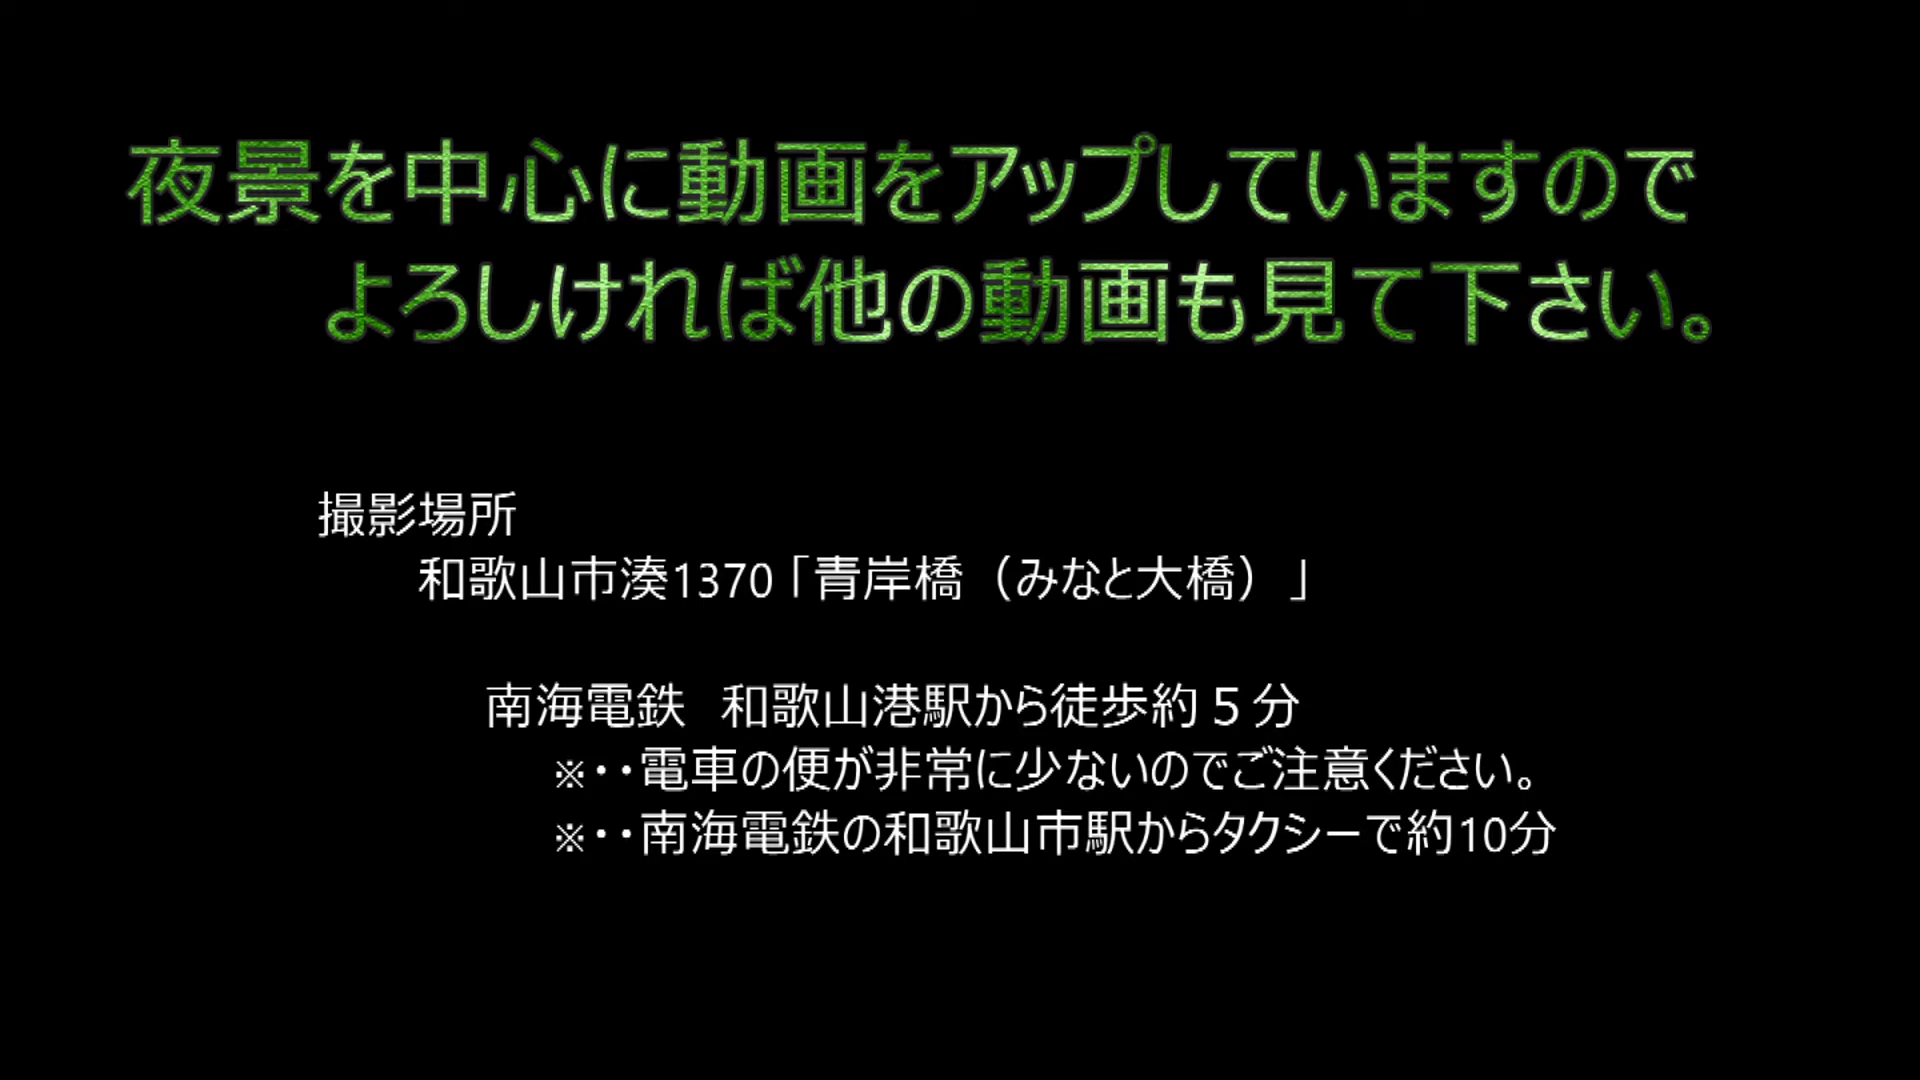 夜景を中心に動画をアップしていますので
よろしければ他の動画も見て下さい。
撮影場所
和歌山市湊1370「青岸橋（みなと大橋）」
南海電鉄　和歌山港駅から徒歩約５分
※・・電車の便が非常に少ないのでご注意ください。
※・・南海電鉄の和歌山市駅からタクシーで約10分